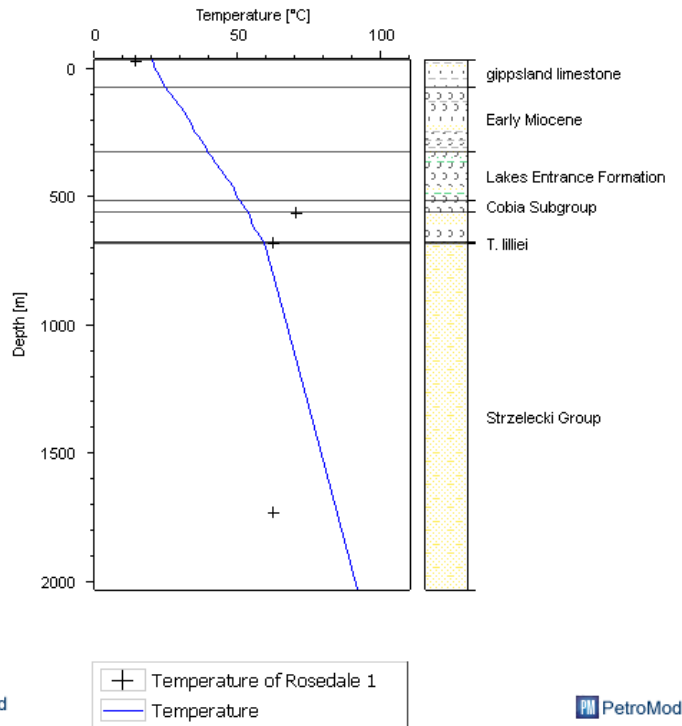 Temperature [°C]
0 50 100
0
500
1000
1500
2000
Depth [m]
gippsland limestone
Early Miocene
Lakes Entrance Formation
Cobia Subgroup
T. lilliei
Strzelecki Group
Temperature of Rosedale 1
Temperature
PM PetroMod